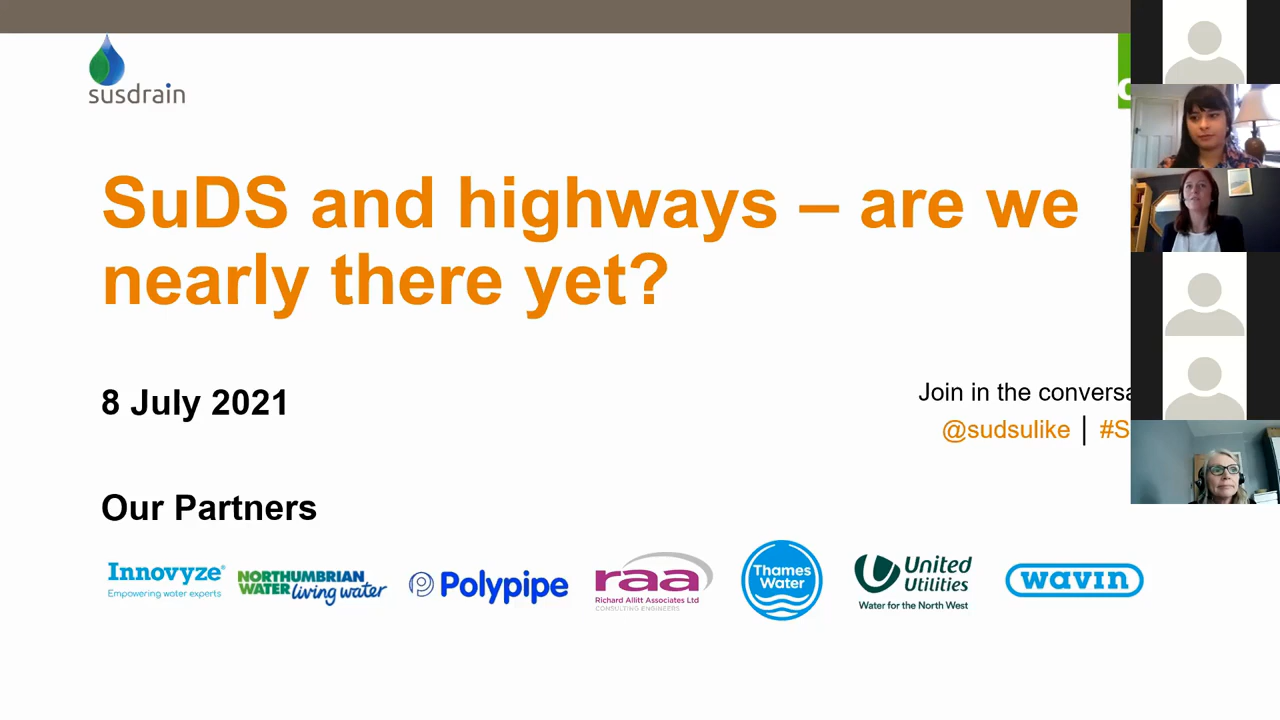 susdrain
SuDS and highways – are we
nearly there yet?
8 July 2021
Join in the conversa
@sudsulike | #S
Our Partners
Innovyze®
Empowering water experts
NORTHUMBRIAN
WATER living water
Polypipe
raa
Richard Allitt Associates Ltd
CONSULTING ENGINEERS
Thames
Water
United
Utilities
Water for the North West
wavin